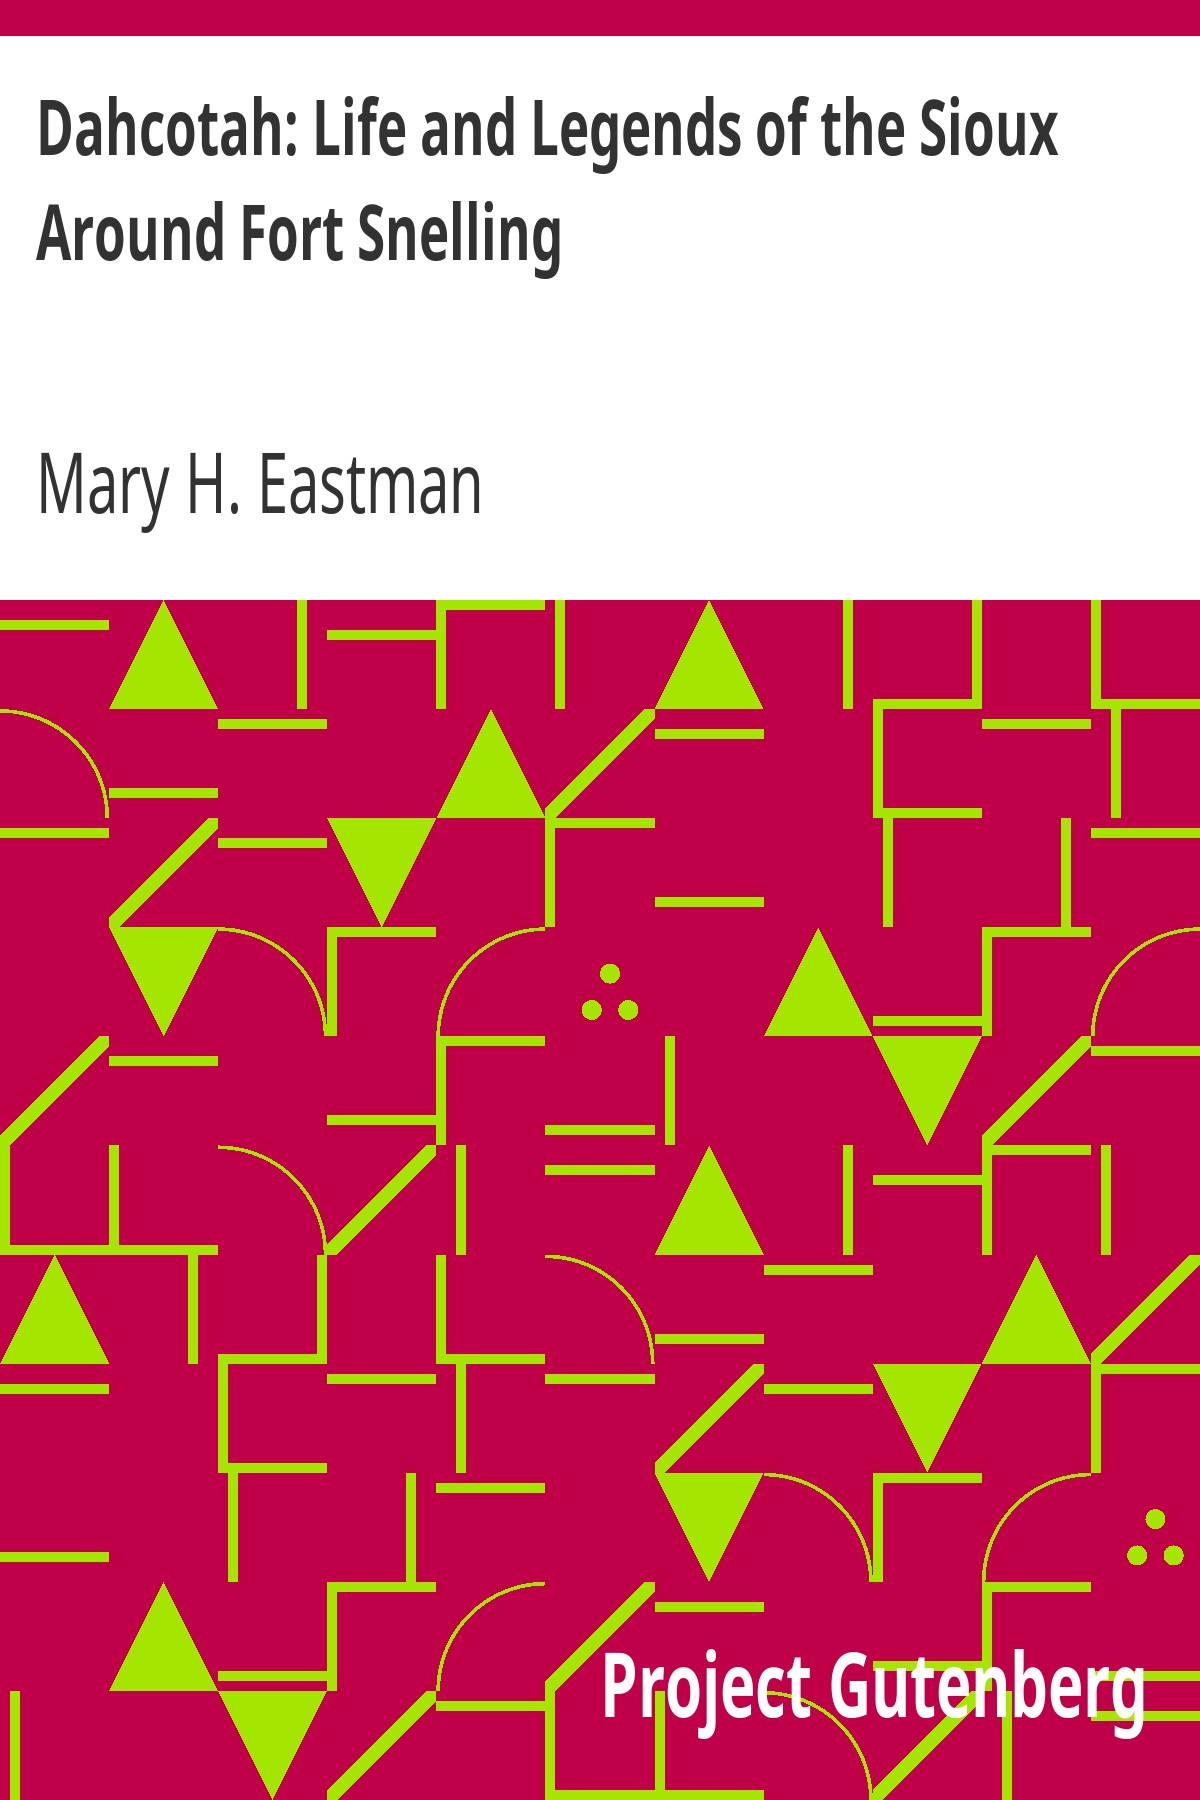 Dahcotah: Life and Legends of the Sioux
Around Fort Snelling
Mary H. Eastman
Project Gutenberg